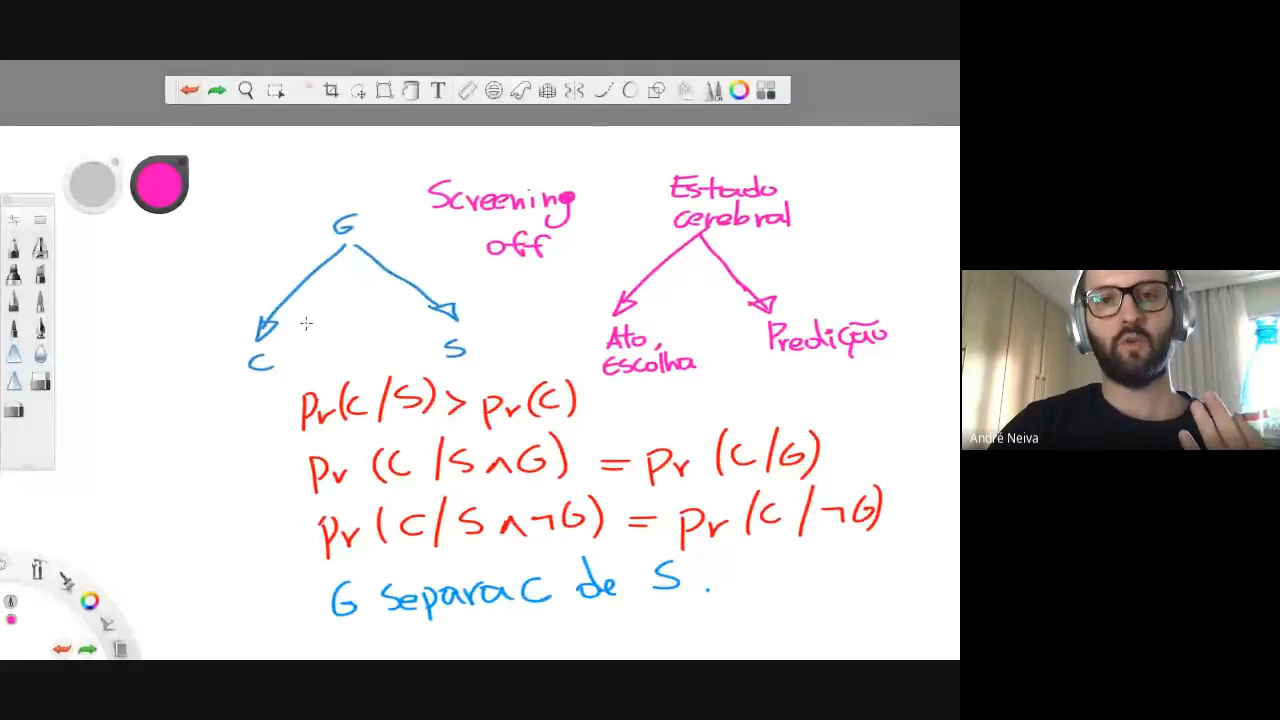 Screening
off
G
C
S
Estado
cerebral
Ato,
Escolha
Predição
Pr(C/S) > Pr(C)
Pr (C/S∧G) = Pr (C/G)
Pr (C/S∧¬G) = Pr (C/¬G)
G separa C de S.
T
André Neiva